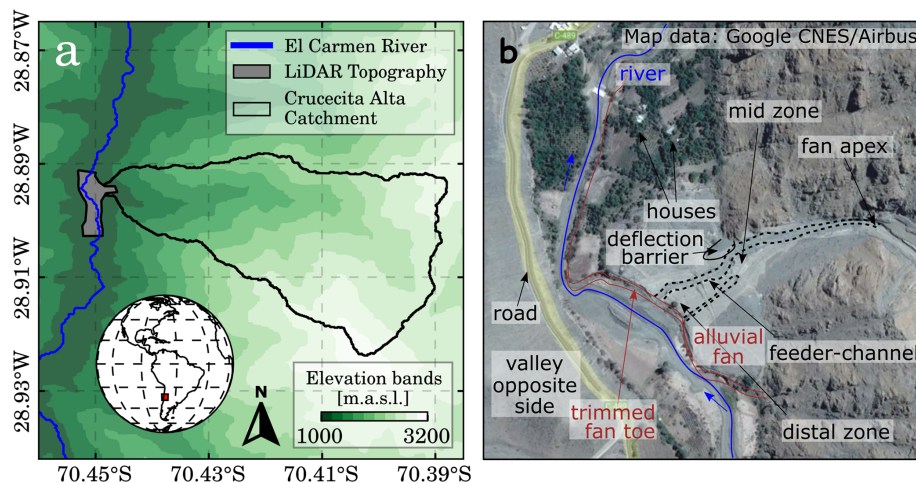 a
El Carmen River
LiDAR Topography
Crucecita Alta
Catchment
28.87°W
28.89°W
28.91°W
28.93°W
N
Elevation bands
[m.a.s.l.]
1000
3200
70.45°S
70.43°S
70.41°S
70.39°S
b
C-489
Map data: Google CNES/Airbus
river
mid zone
fan apex
houses
deflection
barrier
road
alluvial
fan
feeder-channel
valley
opposite
side
trimmed
fan toe
distal zone